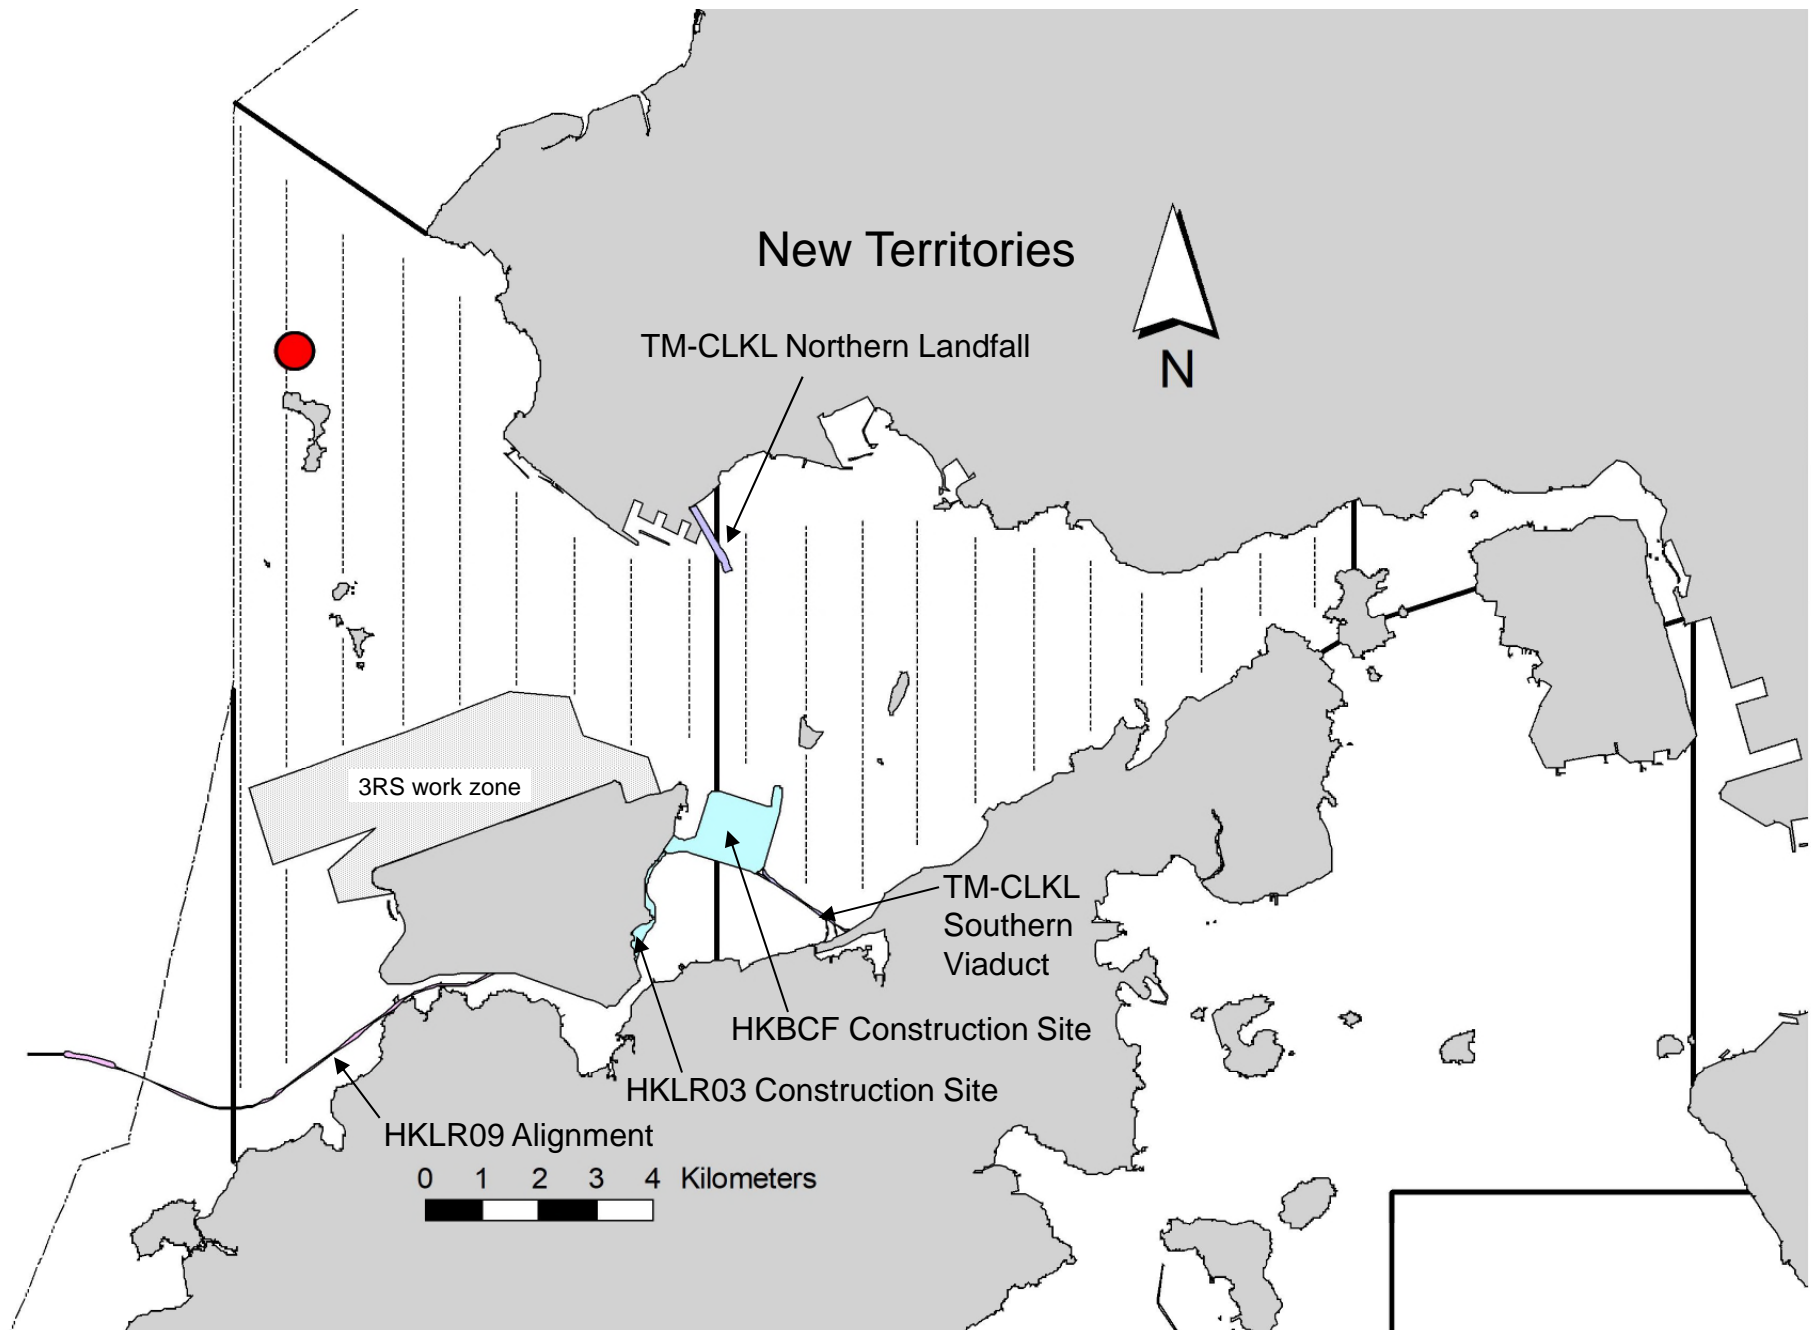 New Territories
TM-CLKL Northern Landfall
N
3RS work zone
TM-CLKL
Southern
Viaduct
HKBCF Construction Site
HKLR03 Construction Site
HKLR09 Alignment
0 1 2 3 4 Kilometers